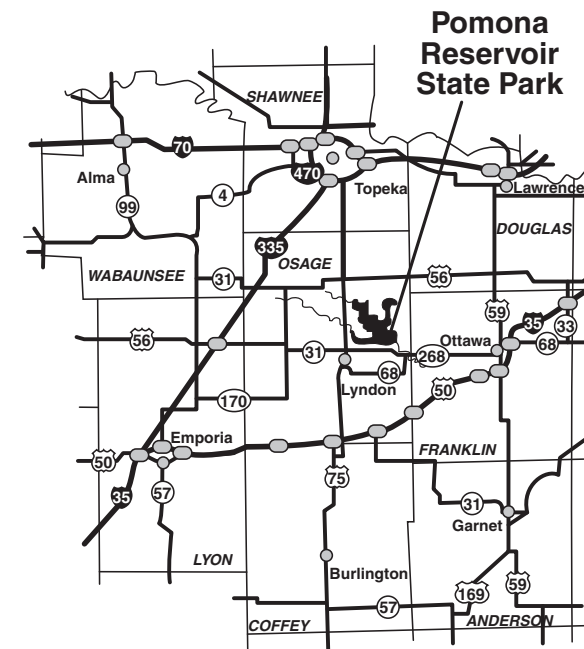 Pomona
Reservoir
State Park
SHAWNEE
70
470
Alma
Topeka
Lawrence
4
99
DOUGLAS
335
OSAGE
WABAUNSEE
31
56
59
35
33
56
Ottawa
68
31
268
68
Lyndon
50
170
Emporia
FRANKLIN
50
75
35
57
31
Garnet
LYON
Burlington
169
59
57
COFFEY
ANDERSON